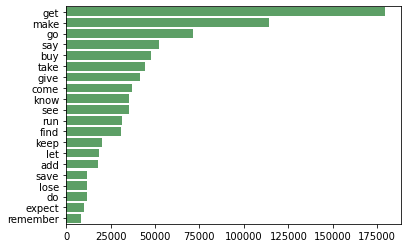 get
make
go
say
buy
take
give
come
know
see
run
find
keep
let
add
save
lose
do
expect
remember
0 25000 50000 75000 100000 125000 150000 175000